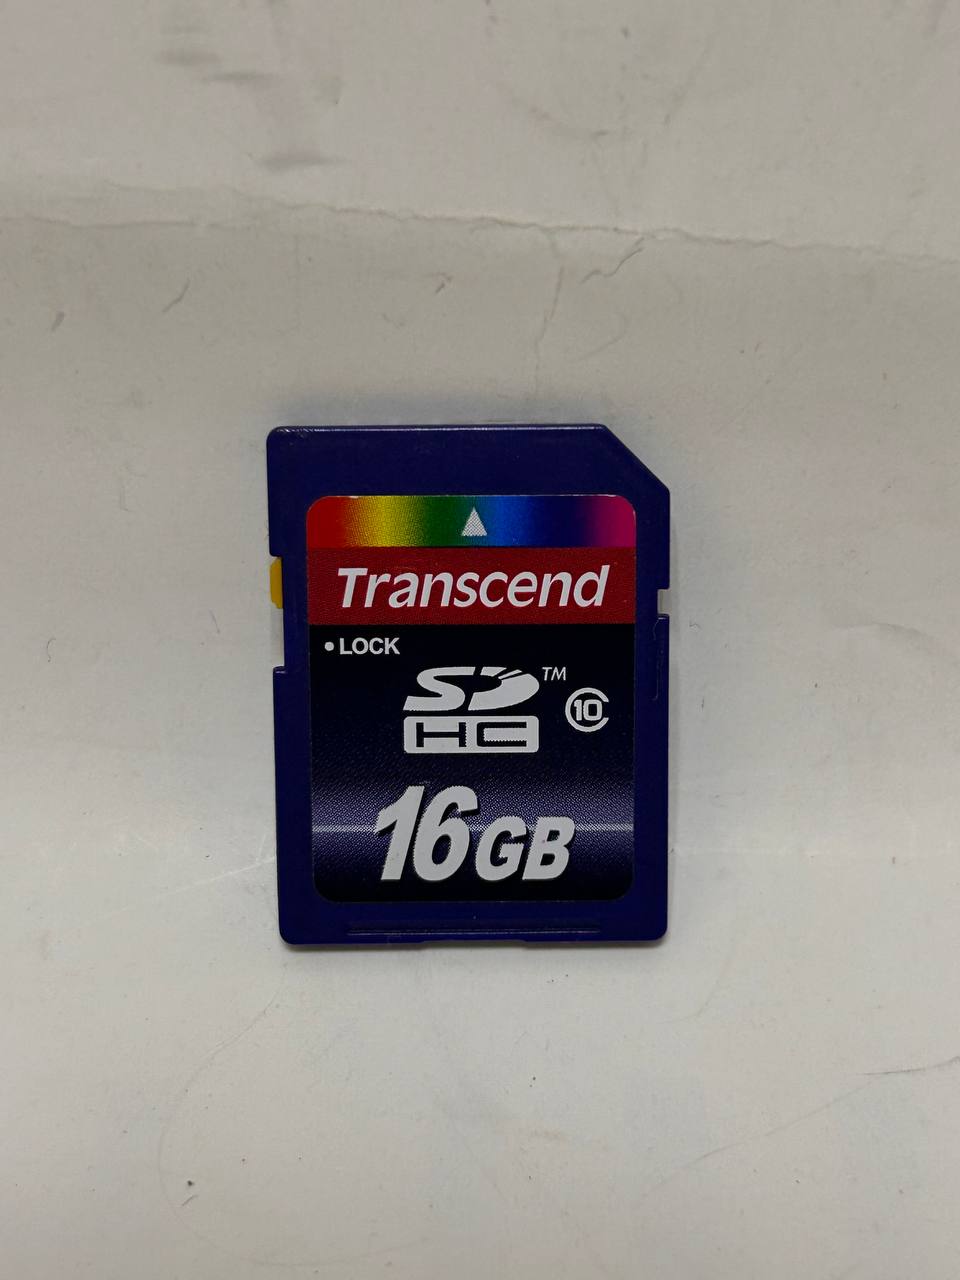 Transcend
• LOCK
SD™
HC
10
16GB